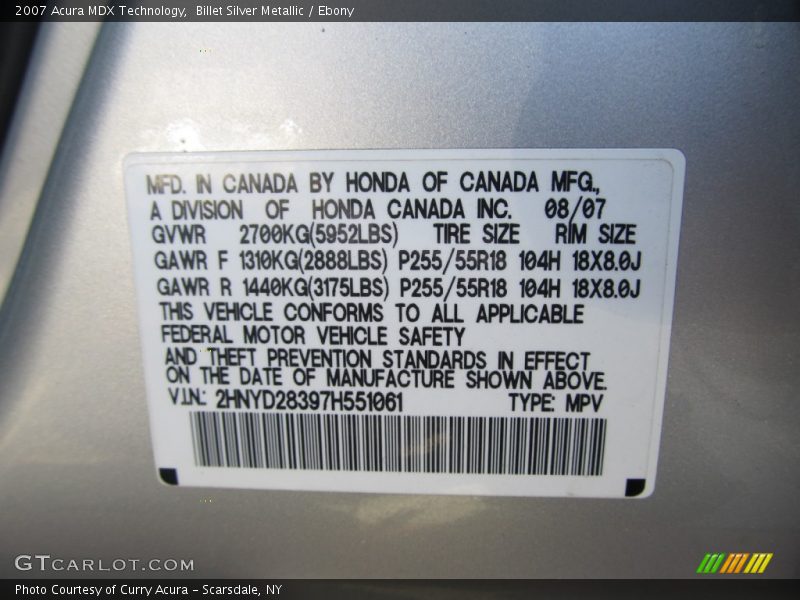 2007 Acura MDX Technology,  Billet Silver Metallic / Ebony
MFD. IN CANADA BY HONDA OF CANADA MFG.,
A DIVISION OF HONDA CANADA INC. 08/07
GVWR 2700KG(5952LBS) TIRE SIZE RIM SIZE
GAWR F 1310KG(2888LBS) P255/55R18 104H 18X8.0J
GAWR R 1440KG(3175LBS) P255/55R18 104H 18X8.0J
THIS VEHICLE CONFORMS TO ALL APPLICABLE
FEDERAL MOTOR VEHICLE SAFETY
AND THEFT PREVENTION STANDARDS IN EFFECT
ON THE DATE OF MANUFACTURE SHOWN ABOVE.
V.I.N.: 2HNYD28397H551061 TYPE: MPV
GTCARLOT.COM
Photo Courtesy of Curry Acura - Scarsdale, NY